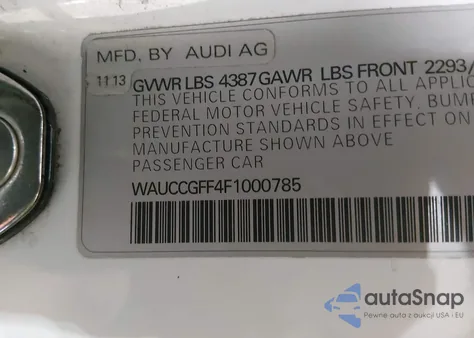 MFD. BY AUDI AG
11 13
GVWR LBS 4387 GAWR LBS FRONT 2293/
THIS VEHICLE CONFORMS TO ALL APPLIC
FEDERAL MOTOR VEHICLE SAFETY, BUM
PREVENTION STANDARDS IN EFFECT ON
MANUFACTURE SHOWN ABOVE
PASSENGER CAR
WAUCCGFF4F1000785
autoSnap
Pewne auta z aukcji USA i EU